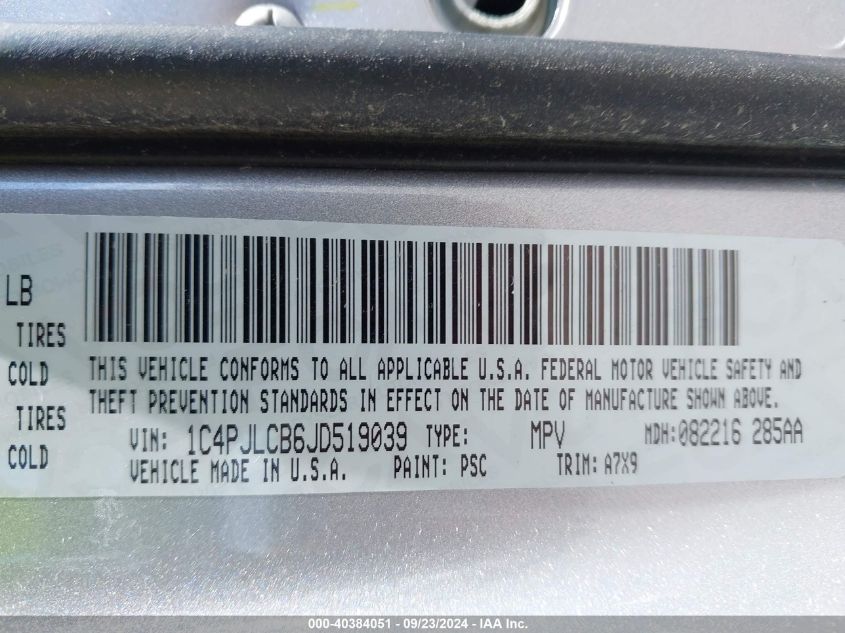 LB
TIRES
COLD
TIRES
COLD
THIS VEHICLE CONFORMS TO ALL APPLICABLE U.S.A. FEDERAL MOTOR VEHICLE SAFETY AND
THEFT PREVENTION STANDARDS IN EFFECT ON THE DATE OF MANUFACTURE SHOWN ABOVE.
VIN: 1C4PJLCB6JD519039 TYPE: MPV MDH:082216 285AA
VEHICLE MADE IN U.S.A. PAINT: PSC TRIM: A7X9
000-40384051 - 09/23/2024 - IAA Inc.